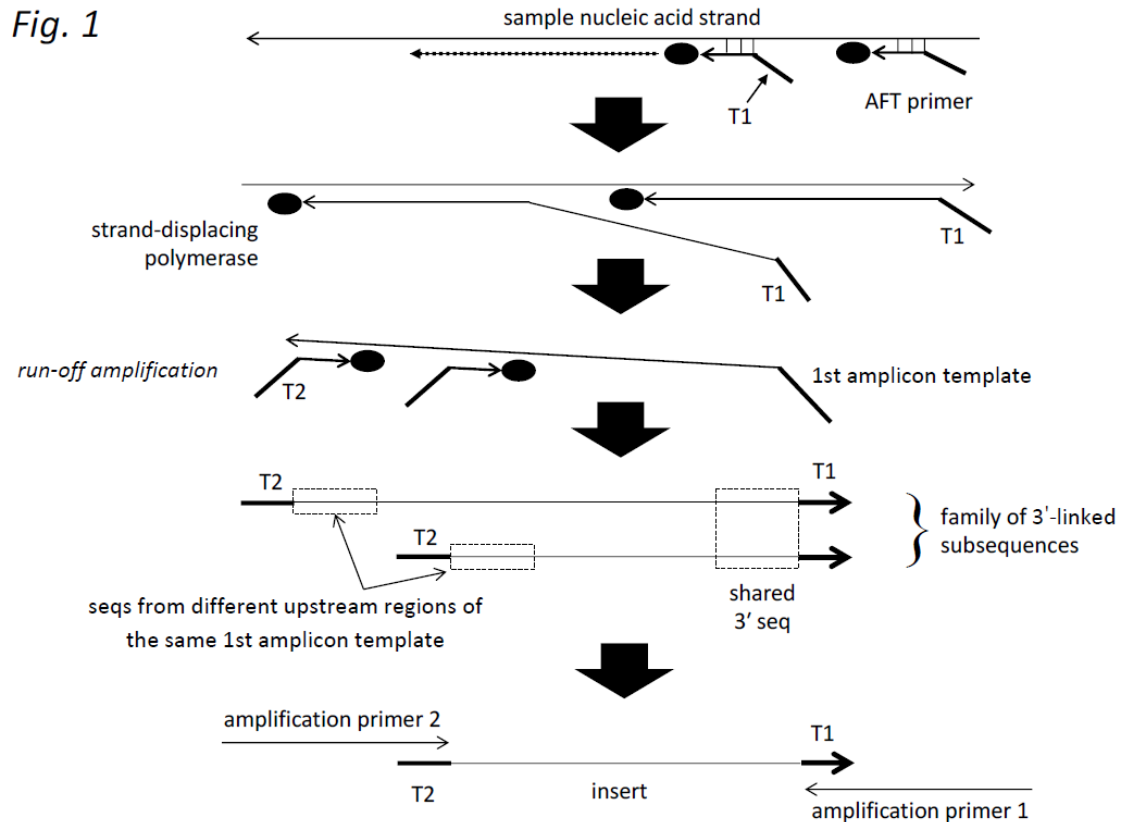 Fig. 1
sample nucleic acid strand
T1
AFT primer
strand-displacing
polymerase
T1
T1
run-off amplification
T2
1st amplicon template
T2
T1
T2
family of 3'-linked
subsequences
shared
3′ seq
seqs from different upstream regions of
the same 1st amplicon template
amplification primer 2
T1
T2
insert
amplification primer 1